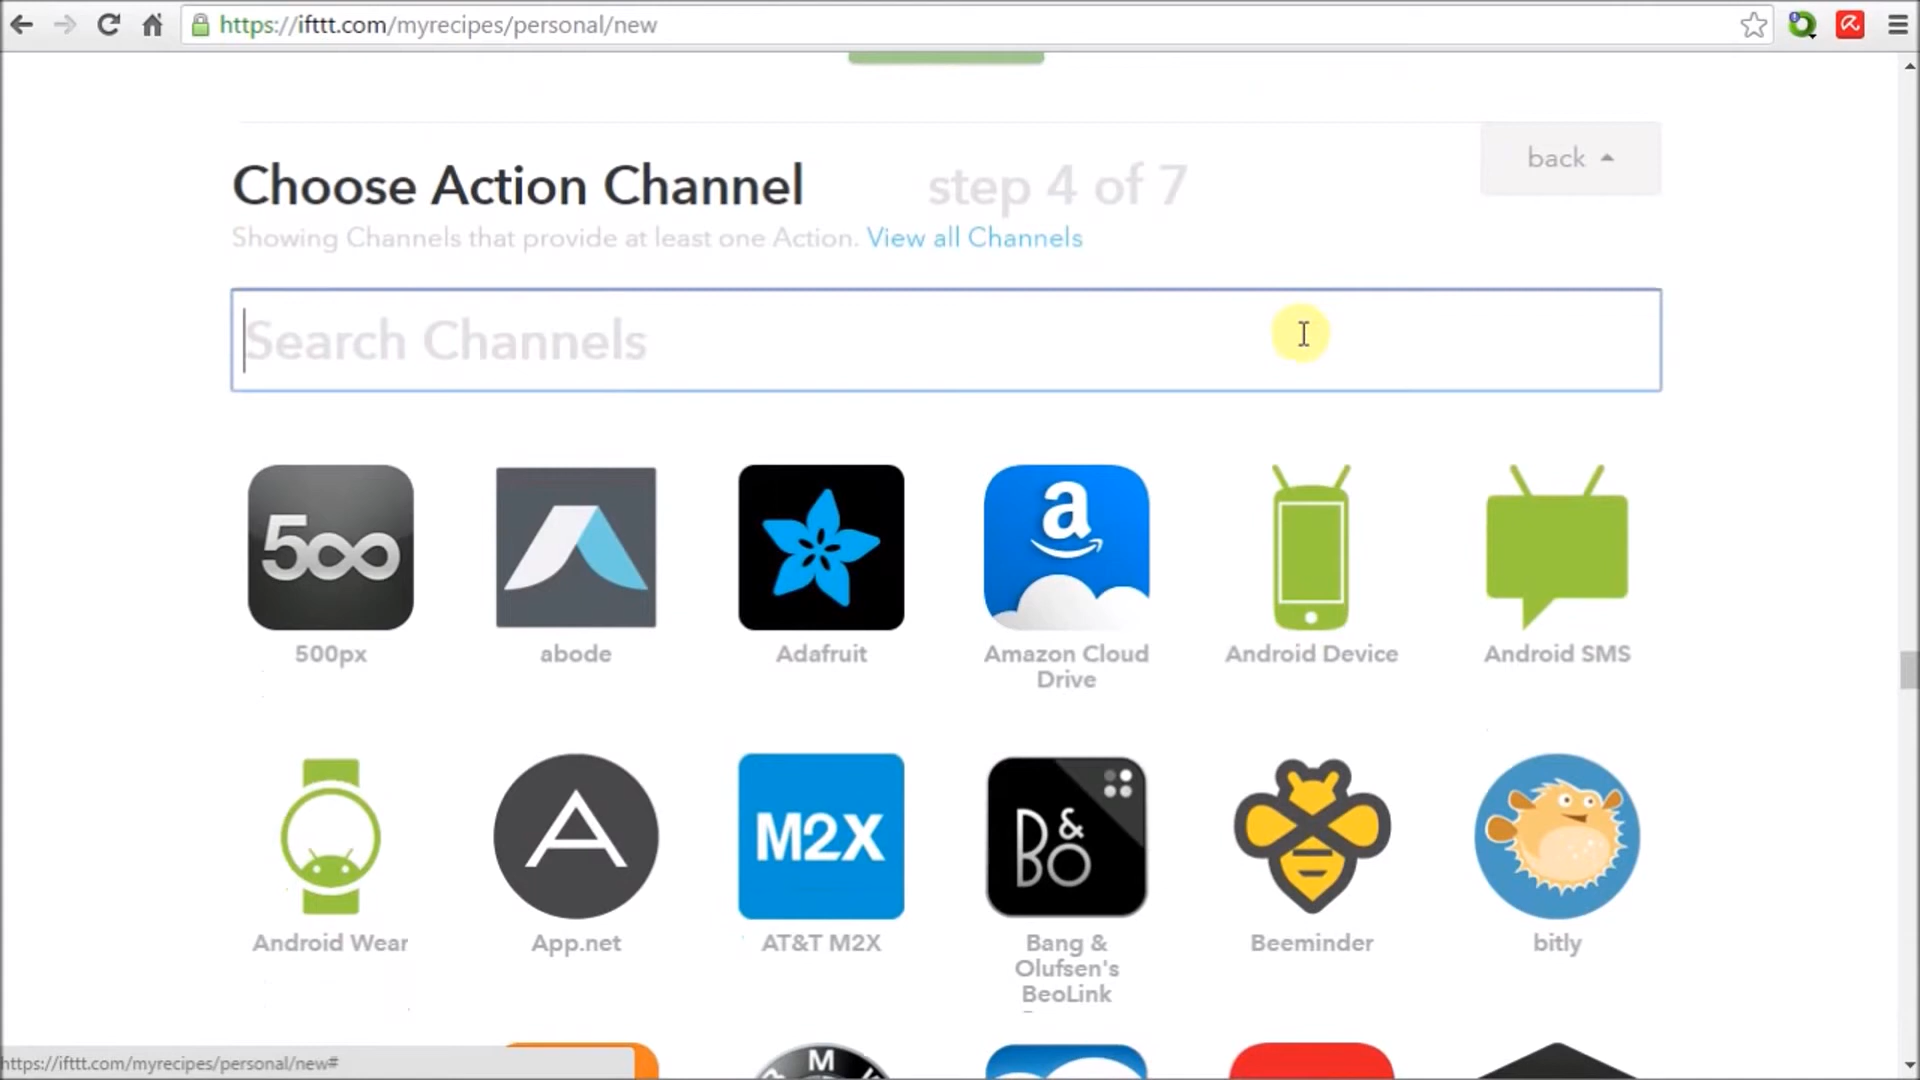 https://ifttt.com/myrecipes/personal/new
back
Choose Action Channel
step 4 of 7
Showing Channels that provide at least one Action. View all Channels
Search Channels
500
a
500px
abode
Adafruit
Amazon Cloud
Drive
Android Device
Android SMS
M2X
B&O
Android Wear
App.net
AT&T M2X
Bang &
Olufsen's
BeoLink
Beeminder
bitly
M
https://ifttt.com/myrecipes/personal/new#